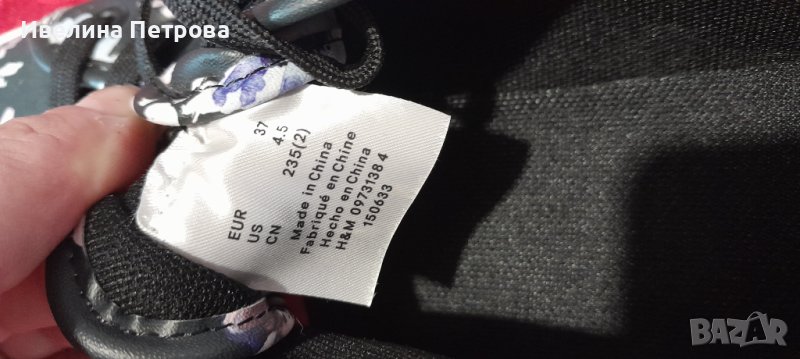 Ивелина Петрова
EUR 37
US 4.5
CN 235(2)
Made in China
Fabriqué en Chine
Hecho en China
H&M 0973138 4
150633
BAZAR